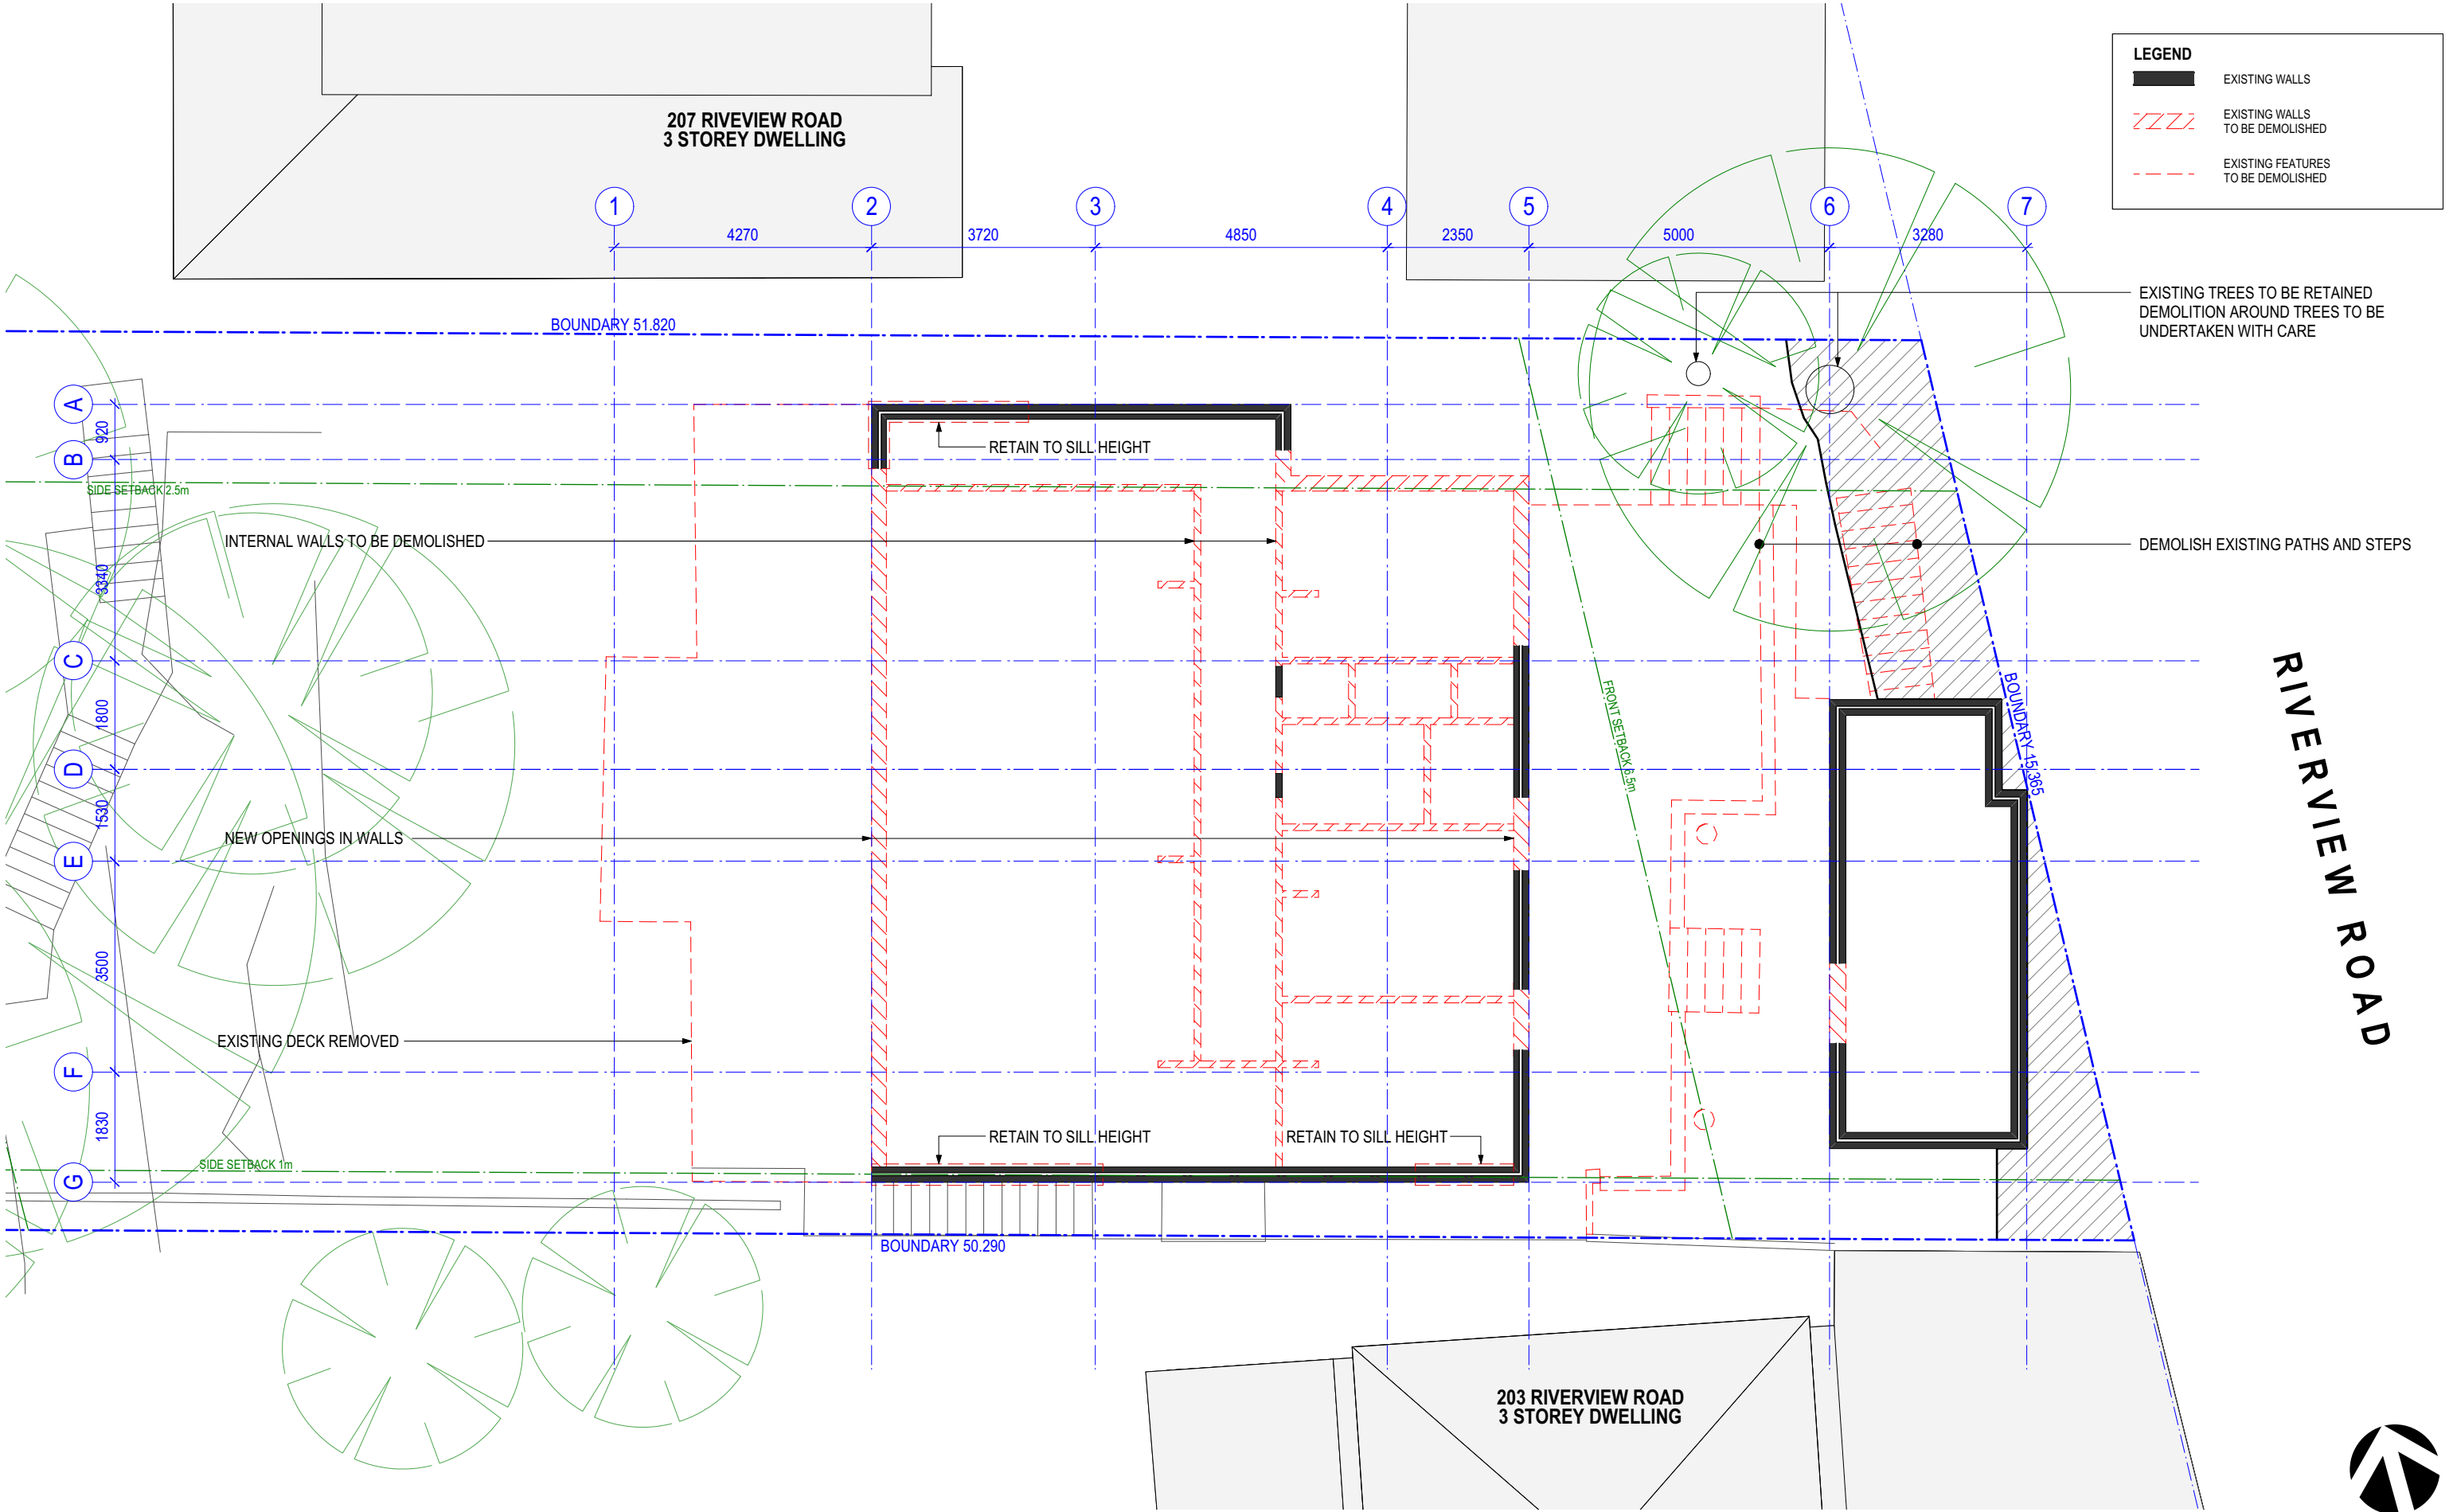 LEGEND
EXISTING WALLS
EXISTING WALLS
TO BE DEMOLISHED
EXISTING FEATURES
TO BE DEMOLISHED
207 RIVEVIEW ROAD
3 STOREY DWELLING
1
2
3
4
5
6
7
4270
3720
4850
2350
5000
3280
EXISTING TREES TO BE RETAINED
DEMOLITION AROUND TREES TO BE
UNDERTAKEN WITH CARE
BOUNDARY 51.820
A
920
B
RETAIN TO SILL HEIGHT
SIDE SETBACK 2.5m
INTERNAL WALLS TO BE DEMOLISHED
DEMOLISH EXISTING PATHS AND STEPS
3340
C
1800
FRONT SETBACK 6.5m
BOUNDARY 15.365
RIVERVIEW ROAD
D
1530
NEW OPENINGS IN WALLS
E
3500
EXISTING DECK REMOVED
F
1830
RETAIN TO SILL HEIGHT
RETAIN TO SILL HEIGHT
SIDE SETBACK 1m
G
BOUNDARY 50.290
203 RIVERVIEW ROAD
3 STOREY DWELLING